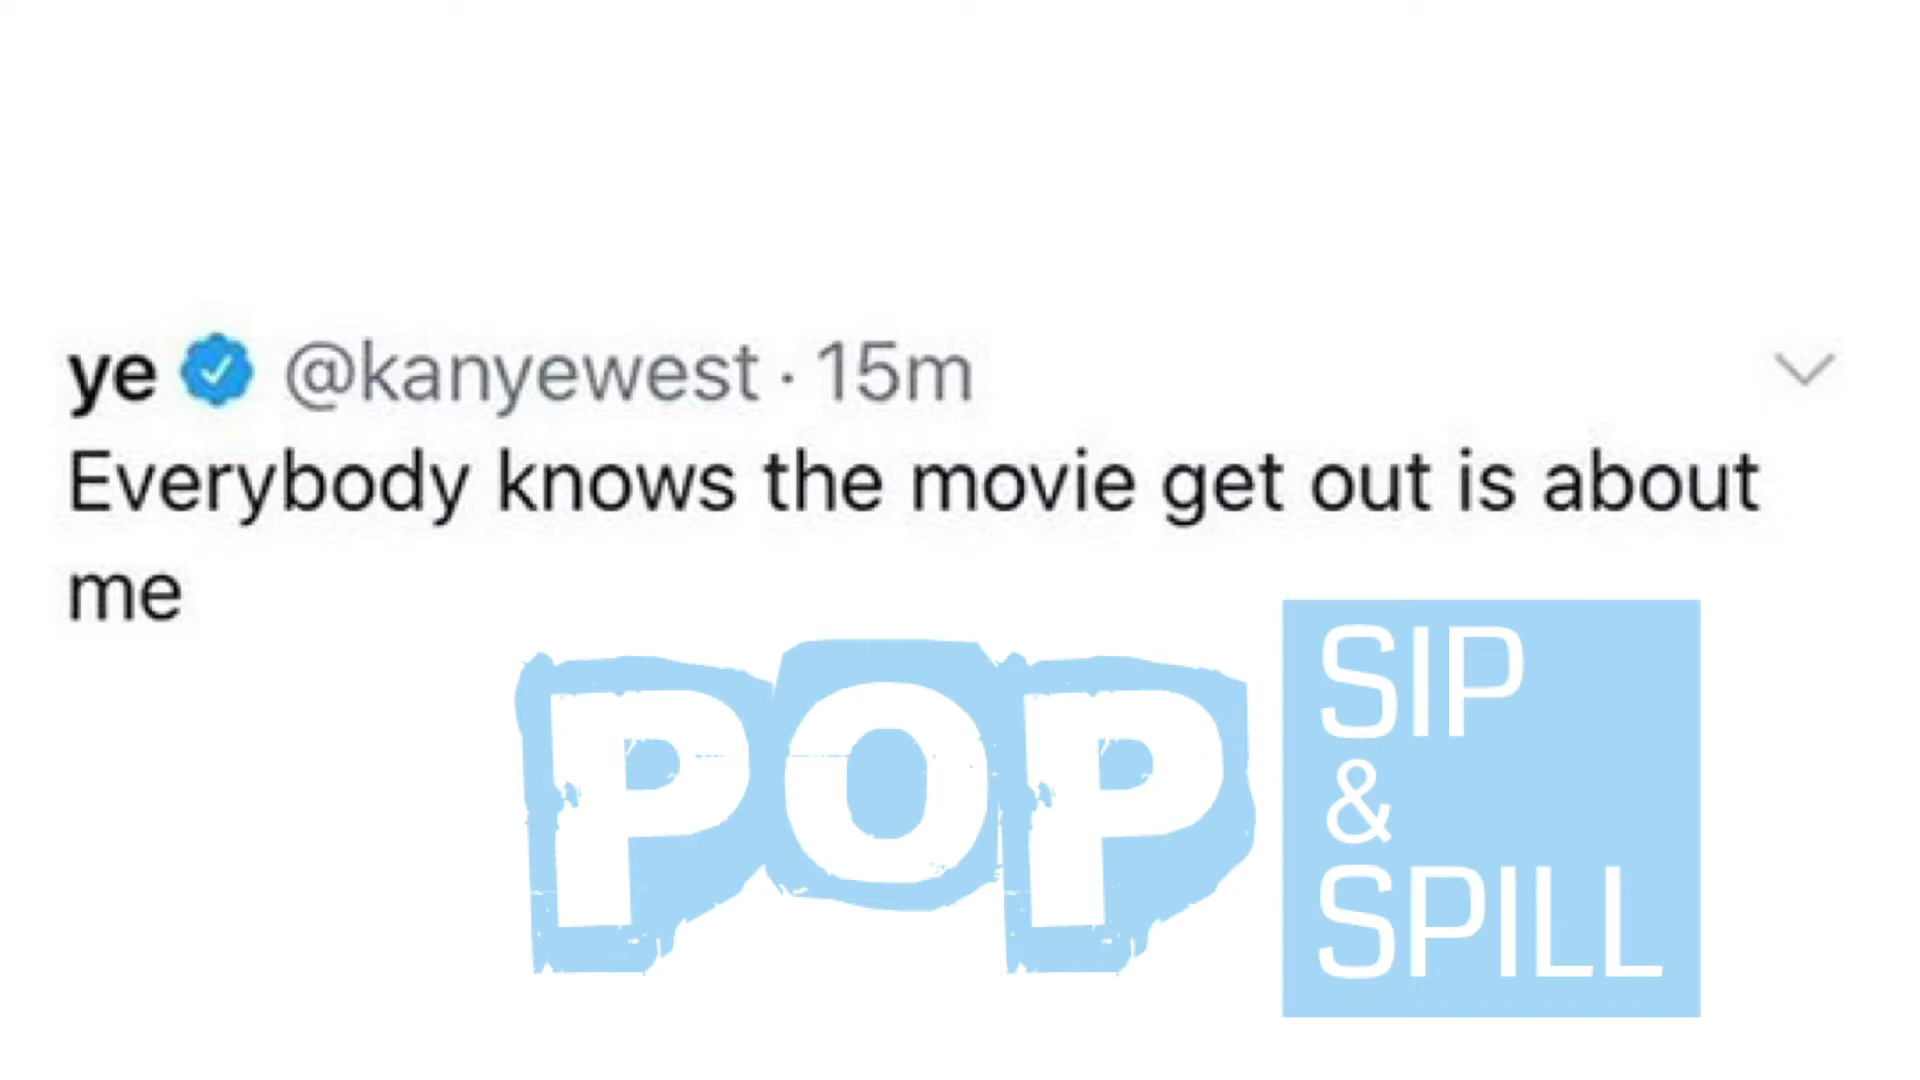 ye @kanyewest · 15m
Everybody knows the movie get out is about
me
POP
SIP
&
SPILL